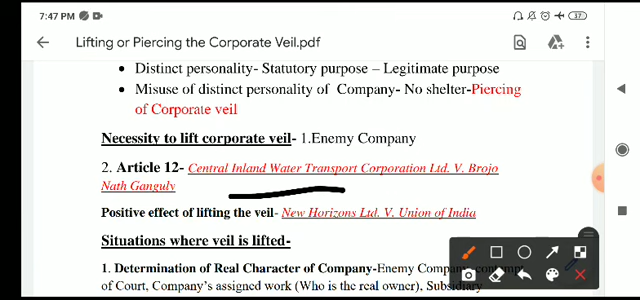 7:47 PM
37
Lifting or Piercing the Corporate Veil.pdf
• Distinct personality- Statutory purpose – Legitimate purpose
• Misuse of distinct personality of Company- No shelter-Piercing
of Corporate veil
Necessity to lift corporate veil- 1.Enemy Company
2. Article 12- Central Inland Water Transport Corporation Ltd. V. Brojo
Nath Ganguly
Positive effect of lifting the veil- New Horizons Ltd. V. Union of India
Situations where veil is lifted-
1. Determination of Real Character of Company-Enemy Company,
of Court, Company's assigned work (Who is the real owner), Subsidiary